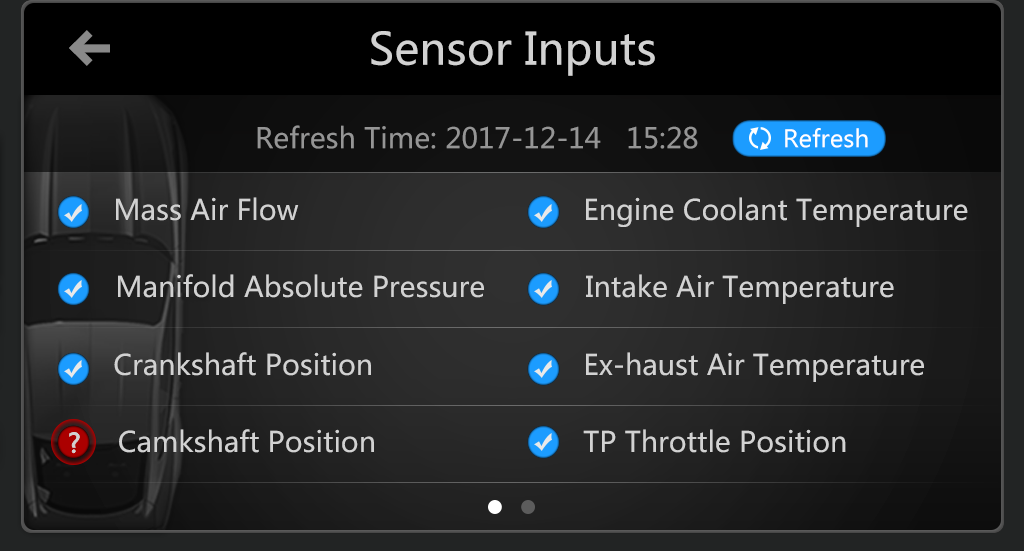 Sensor Inputs
Refresh Time: 2017-12-14 15:28 Refresh
Mass Air Flow
Engine Coolant Temperature
Manifold Absolute Pressure
Intake Air Temperature
Crankshaft Position
Ex-haust Air Temperature
?
Camkshaft Position
TP Throttle Position